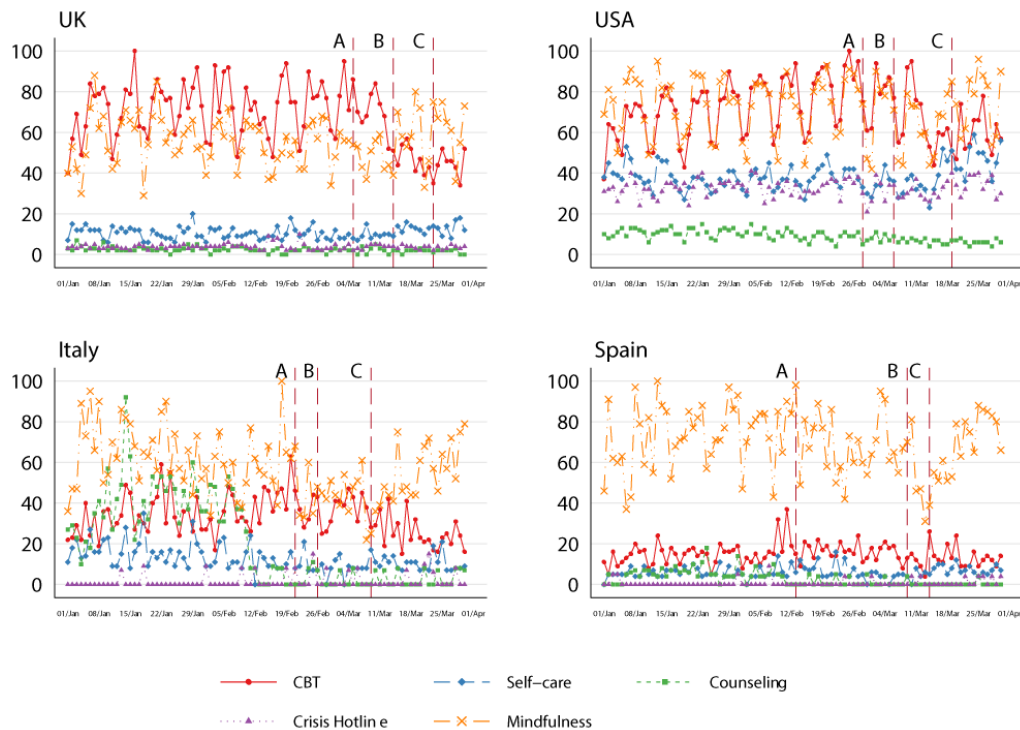 UK
A B C
100
80
60
40
20
0
01/Jan 08/Jan 15/Jan 22/Jan 29/Jan 05/Feb 12/Feb 19/Feb 26/Feb 04/Mar 11/Mar 18/Mar 25/Mar 01/Apr
USA
A B C
100
80
60
40
20
0
01/Jan 08/Jan 15/Jan 22/Jan 29/Jan 05/Feb 12/Feb 19/Feb 26/Feb 04/Mar 11/Mar 18/Mar 25/Mar 01/Apr
Italy
A B C
100
80
60
40
20
0
01/Jan 08/Jan 15/Jan 22/Jan 29/Jan 05/Feb 12/Feb 19/Feb 26/Feb 04/Mar 11/Mar 18/Mar 25/Mar 01/Apr
Spain
A B C
100
80
60
40
20
0
01/Jan 08/Jan 15/Jan 22/Jan 29/Jan 05/Feb 12/Feb 19/Feb 26/Feb 04/Mar 11/Mar 18/Mar 25/Mar 01/Apr
CBT Self−care Counseling
Crisis Hotlin e Mindfulness